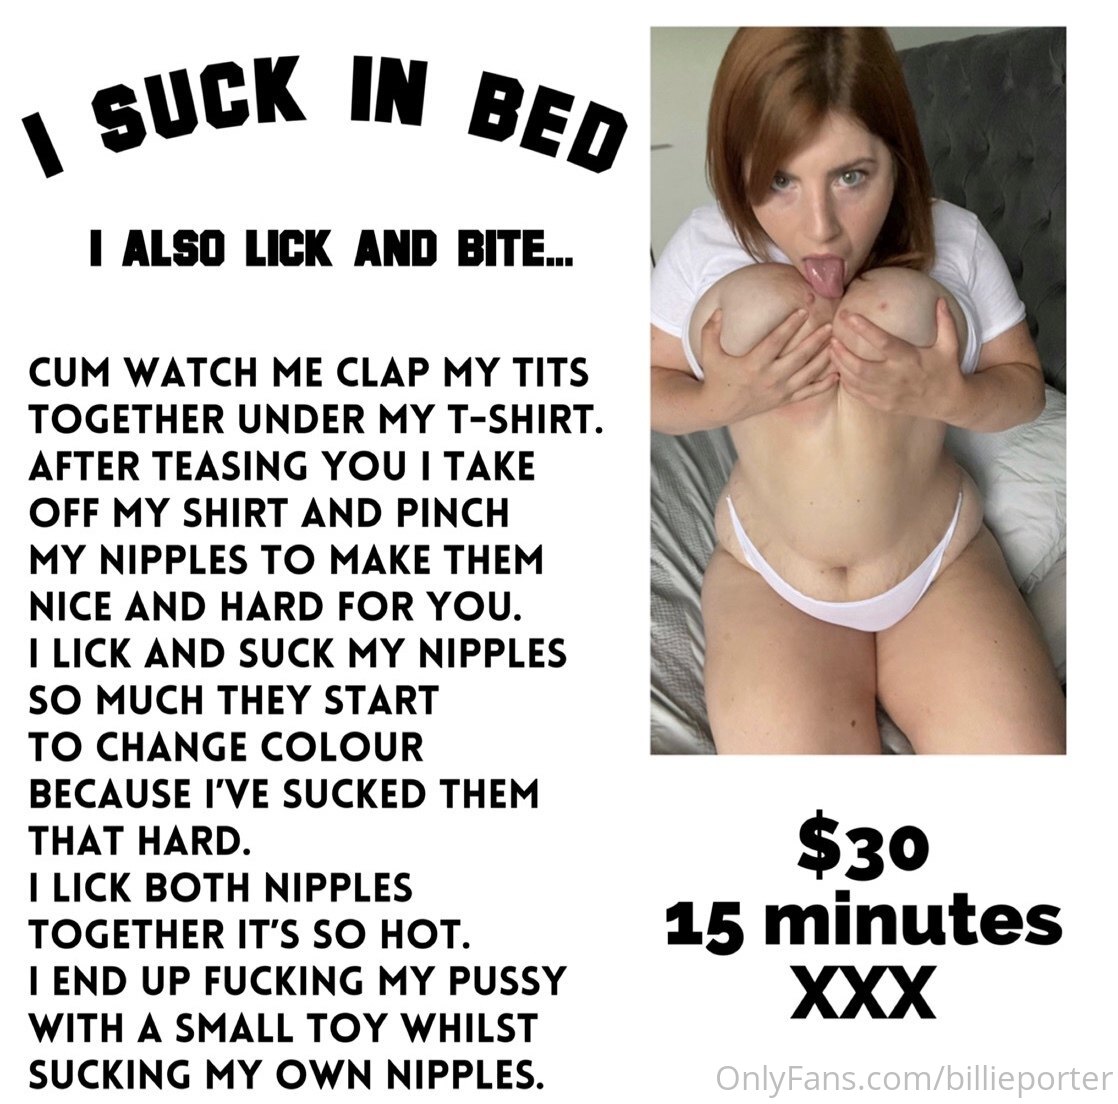 I SUCK IN BED
I ALSO LICK AND BITE...
CUM WATCH ME CLAP MY TITS
TOGETHER UNDER MY T-SHIRT.
AFTER TEASING YOU I TAKE
OFF MY SHIRT AND PINCH
MY NIPPLES TO MAKE THEM
NICE AND HARD FOR YOU.
I LICK AND SUCK MY NIPPLES
SO MUCH THEY START
TO CHANGE COLOUR
BECAUSE I'VE SUCKED THEM
THAT HARD.
I LICK BOTH NIPPLES
TOGETHER IT'S SO HOT.
I END UP FUCKING MY PUSSY
WITH A SMALL TOY WHILST
SUCKING MY OWN NIPPLES.
$30
15 minutes
XXX
OnlyFans.com/billieporter